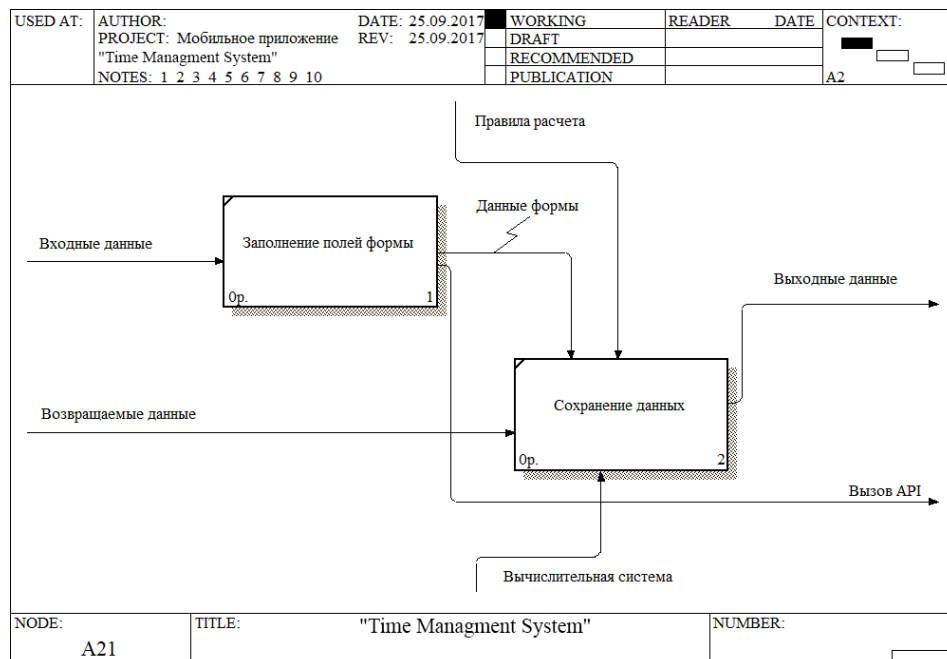 USED AT:
AUTHOR:
DATE: 25.09.2017
WORKING
READER
DATE
CONTEXT:
PROJECT: Мобильное приложение
REV: 25.09.2017
DRAFT
"Time Managment System"
RECOMMENDED
NOTES: 1 2 3 4 5 6 7 8 9 10
PUBLICATION
A2
Правила расчета
Данные формы
Входные данные
Заполнение полей формы
0р.
1
Выходные данные
Возвращаемые данные
Сохранение данных
0р.
2
Вызов API
Вычислительная система
NODE:
TITLE:
"Time Managment System"
NUMBER:
A21